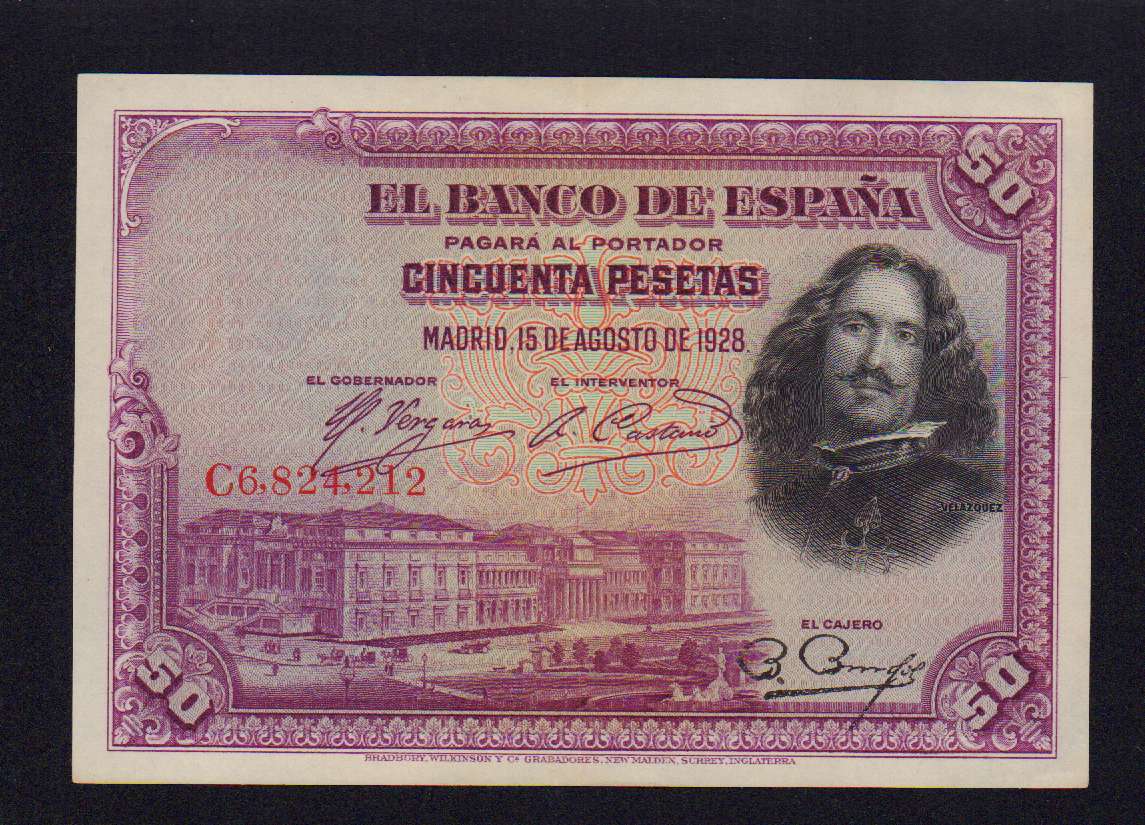 50
EL BANCO DE ESPAÑA
PAGARÁ AL PORTADOR
CINCUENTA PESETAS
MADRID, 15 DE AGOSTO DE 1928.
EL GOBERNADOR EL INTERVENTOR
C6,824,212
VELAZQUEZ
EL CAJERO
50 50
BRADBURY, WILKINSON Y Cª GRABADORES, NEW MALDEN, SURREY, INGLATERRA